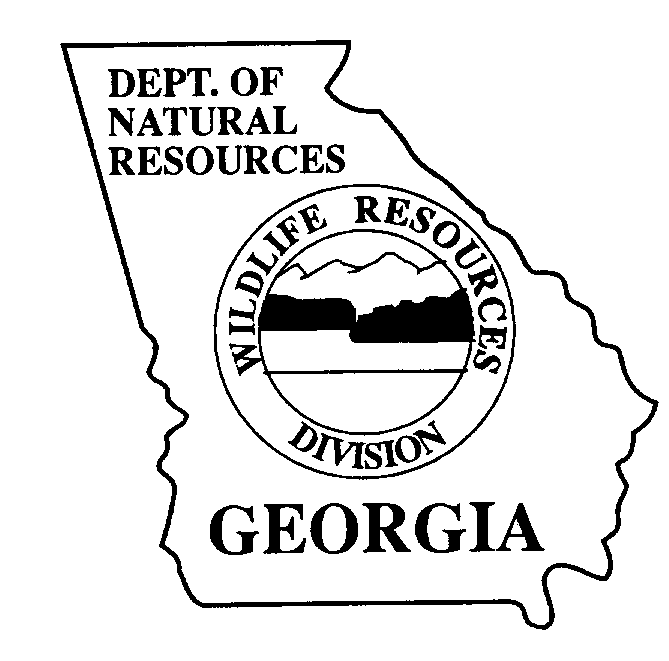 DEPT. OF
NATURAL
RESOURCES
WILDLIFE RESOURCES
DIVISION
GEORGIA